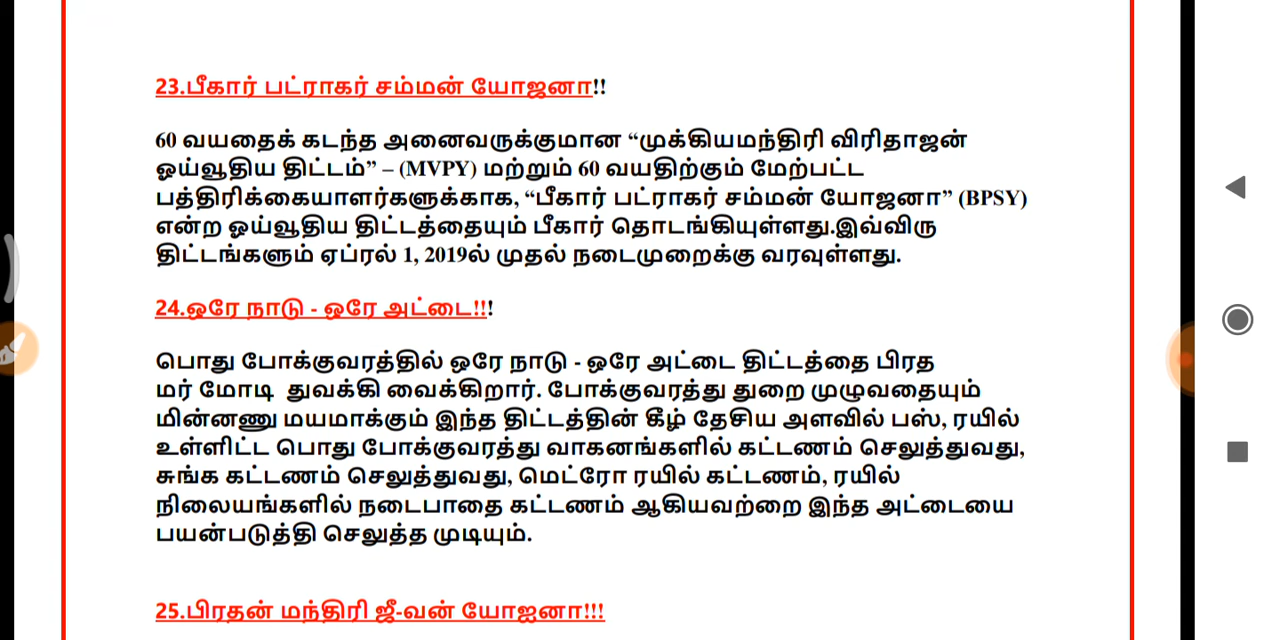 23.பீகார் பட்ராகர் சம்மன் யோஜனா!!
60 வயதைக் கடந்த அனைவருக்குமான “முக்கியமந்திரி விரிதாஜன்
ஓய்வூதிய திட்டம்” – (MVPY) மற்றும் 60 வயதிற்கும் மேற்பட்ட
பத்திரிக்கையாளர்களுக்காக, “பீகார் பட்ராகர் சம்மன் யோஜனா” (BPSY)
என்ற ஓய்வூதிய திட்டத்தையும் பீகார் தொடங்கியுள்ளது.இவ்விரு
திட்டங்களும் ஏப்ரல் 1, 2019ல் முதல் நடைமுறைக்கு வரவுள்ளது.
24.ஒரே நாடு - ஒரே அட்டை!!!
பொது போக்குவரத்தில் ஒரே நாடு - ஒரே அட்டை திட்டத்தை பிரத
மர் மோடி துவக்கி வைக்கிறார். போக்குவரத்து துறை முழுவதையும்
மின்னணு மயமாக்கும் இந்த திட்டத்தின் கீழ் தேசிய அளவில் பஸ், ரயில்
உள்ளிட்ட பொது போக்குவரத்து வாகனங்களில் கட்டணம் செலுத்துவது,
சுங்க கட்டணம் செலுத்துவது, மெட்ரோ ரயில் கட்டணம், ரயில்
நிலையங்களில் நடைபாதை கட்டணம் ஆகியவற்றை இந்த அட்டையை
பயன்படுத்தி செலுத்த முடியும்.
25.பிரதன் மந்திரி ஜீ-வன் யோஐனா!!!